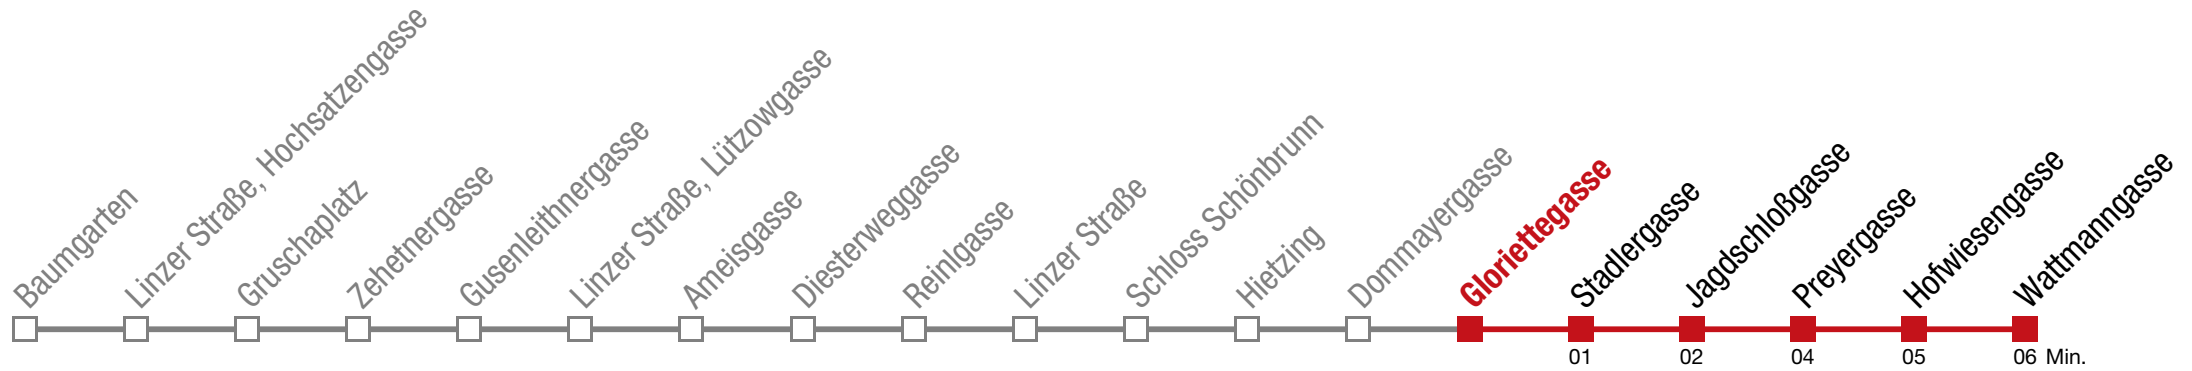 Baumgarten
Linzer Straße, Hochsatzengasse
Gruschaplatz
Zehetnergasse
Gusenleithnergasse
Linzer Straße, Lützowgasse
Ameisgasse
Diesterweggasse
Reinlgasse
Linzer Straße
Schloss Schönbrunn
Hietzing
Dommayergasse
Gloriettegasse
Stadlergasse
Jagdschloßgasse
Preyergasse
Hofwiesengasse
Wattmanngasse
01 02 04 05 06 Min.